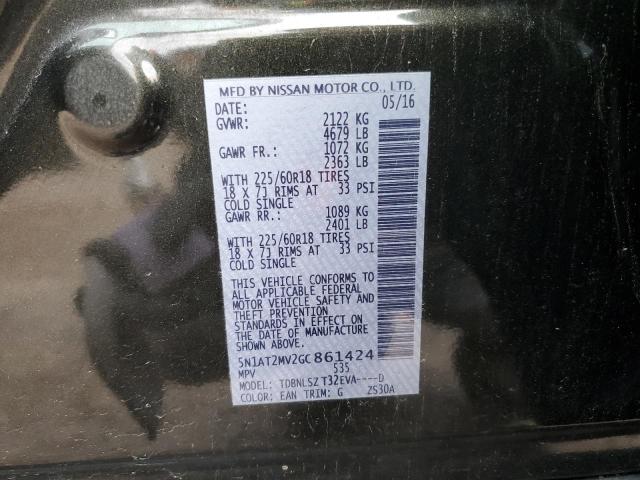 MFD BY NISSAN MOTOR CO., LTD.
DATE: 05/16
GVWR: 2122 KG
4679 LB
GAWR FR.: 1072 KG
2363 LB
WITH 225/60R18 TIRES
18 X 7J RIMS AT 33 PSI
COLD SINGLE
GAWR RR.: 1089 KG
2401 LB
WITH 225/60R18 TIRES
18 X 7J RIMS AT 33 PSI
COLD SINGLE
THIS VEHICLE CONFORMS TO
ALL APPLICABLE FEDERAL
MOTOR VEHICLE SAFETY AND
THEFT PREVENTION
STANDARDS IN EFFECT ON
THE DATE OF MANUFACTURE
SHOWN ABOVE.
5N1AT2MV2GC861424
MPV 535
MODEL: TDBNLSZ T32EVA----D
COLOR: EAN TRIM: G 2S30A